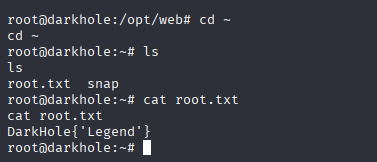 root@darkhole:/opt/web# cd ~
cd ~
root@darkhole:~# ls
ls
root.txt  snap
root@darkhole:~# cat root.txt
cat root.txt
DarkHole{'Legend'}
root@darkhole:~#